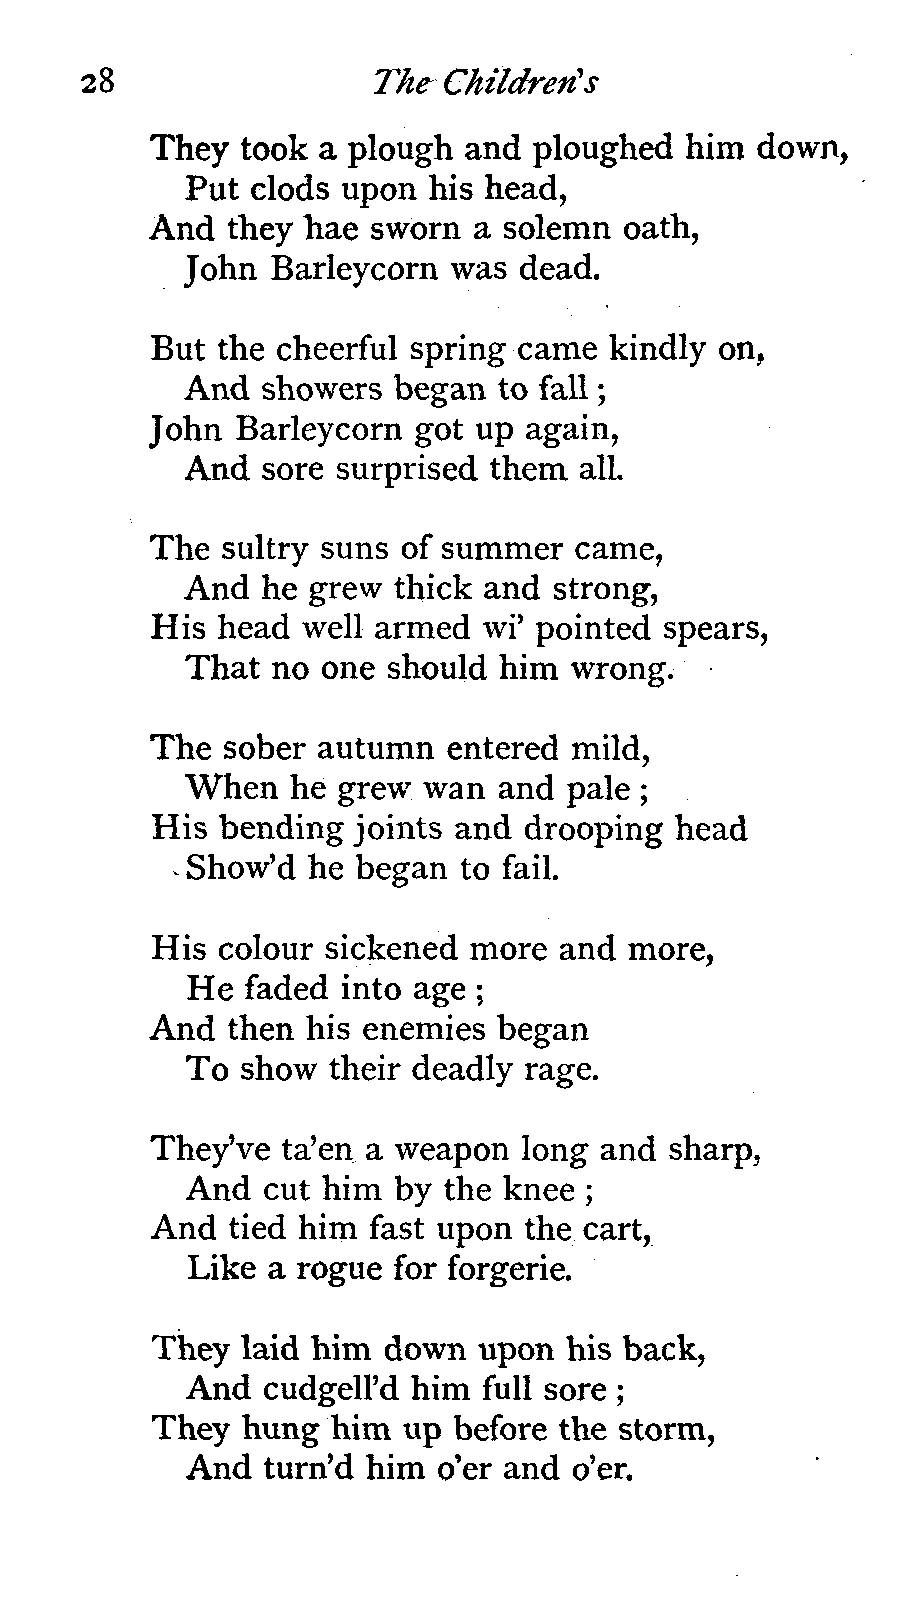 28 The Children's
They took a plough and ploughed him down,
Put clods upon his head,
And they hae sworn a solemn oath,
John Barleycorn was dead.
But the cheerful spring came kindly on,
And showers began to fall ;
John Barleycorn got up again,
And sore surprised them all.
The sultry suns of summer came,
And he grew thick and strong,
His head well armed wi' pointed spears,
That no one should him wrong.
The sober autumn entered mild,
When he grew wan and pale ;
His bending joints and drooping head
Show'd he began to fail.
His colour sickened more and more,
He faded into age ;
And then his enemies began
To show their deadly rage.
They've ta'en a weapon long and sharp,
And cut him by the knee ;
And tied him fast upon the cart,
Like a rogue for forgerie.
They laid him down upon his back,
And cudgell'd him full sore ;
They hung him up before the storm,
And turn'd him o'er and o'er.